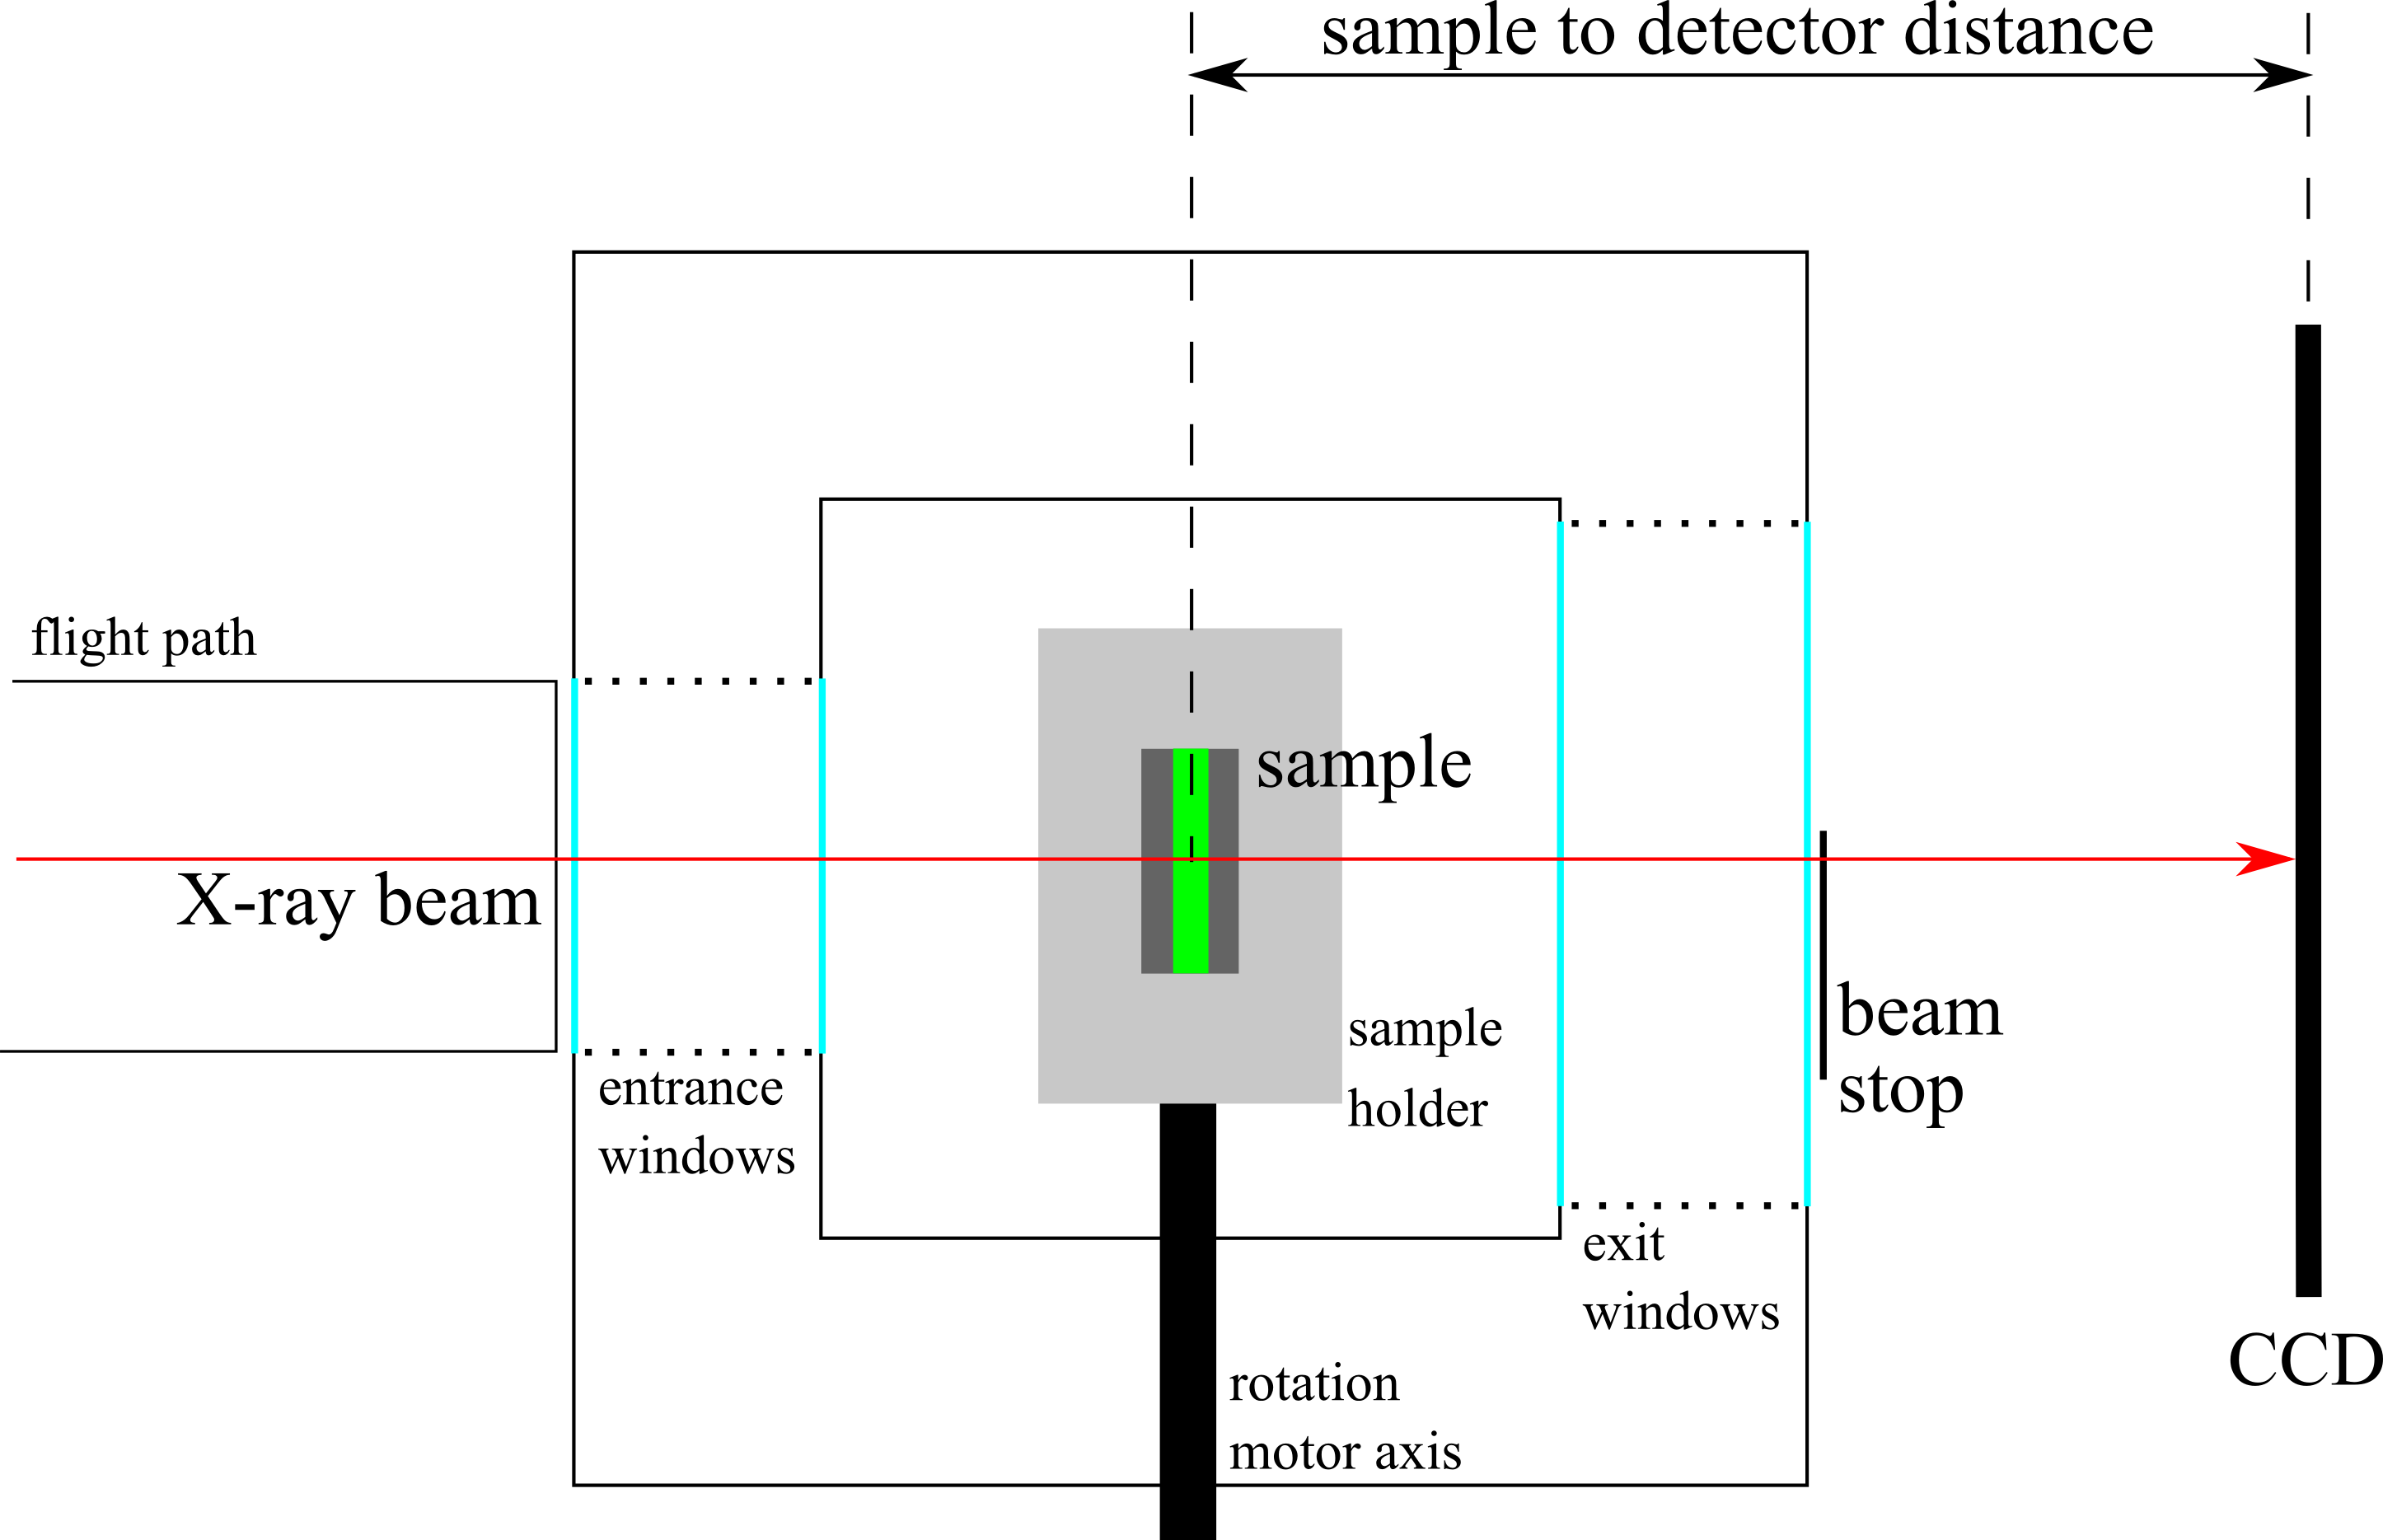 sample to detector distance
flight path
sample
X-ray beam
beam
stop
sample
holder
entrance
windows
exit
windows
rotation
motor axis
CCD